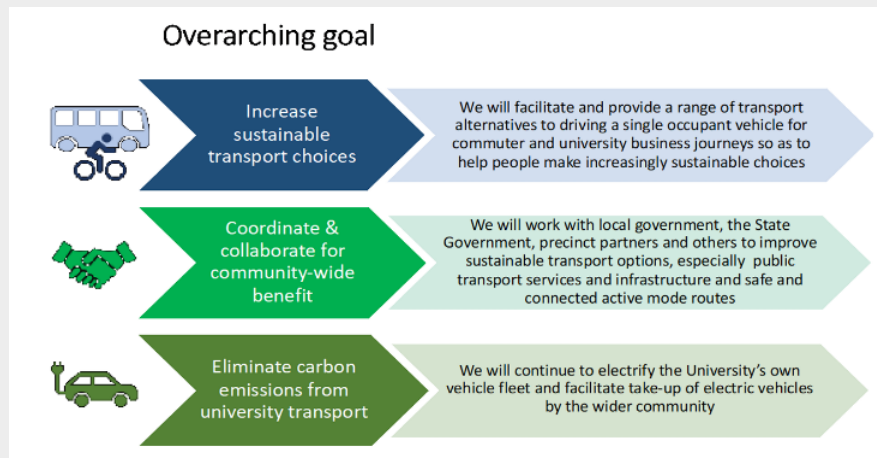 Overarching goal
Increase
sustainable
transport choices
We will facilitate and provide a range of transport
alternatives to driving a single occupant vehicle for
commuter and university business journeys so as to
help people make increasingly sustainable choices
Coordinate &
collaborate for
community-wide
benefit
We will work with local government, the State
Government, precinct partners and others to improve
sustainable transport options, especially public
transport services and infrastructure and safe and
connected active mode routes
Eliminate carbon
emissions from
university transport
We will continue to electrify the University's own
vehicle fleet and facilitate take-up of electric vehicles
by the wider community